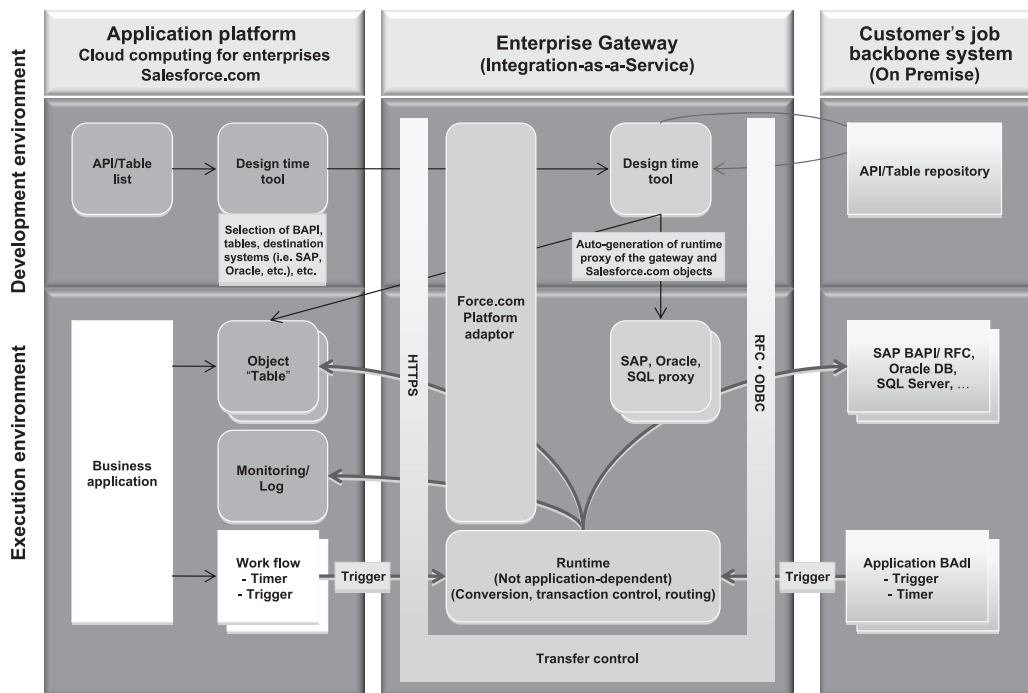 Application platform
Cloud computing for enterprises
Salesforce.com
Enterprise Gateway
(Integration-as-a-Service)
Customer's job
backbone system
(On Premise)
Development environment
API/Table
list
Design time
tool
Selection of BAPI,
tables, destination
systems (i.e. SAP,
Oracle, etc.), etc.
Design time
tool
Auto-generation of runtime
proxy of the gateway and
Salesforce.com objects
API/Table repository
Execution environment
Business
application
Object
“Table”
Monitoring/
Log
Work flow
- Timer
- Trigger
Trigger
HTTPS
Force.com
Platform
adaptor
SAP, Oracle,
SQL proxy
RFC • ODBC
Runtime
(Not application-dependent)
(Conversion, transaction control, routing)
Transfer control
SAP BAPI/ RFC,
Oracle DB,
SQL Server, …
Trigger
Application BAdI
- Trigger
- Timer